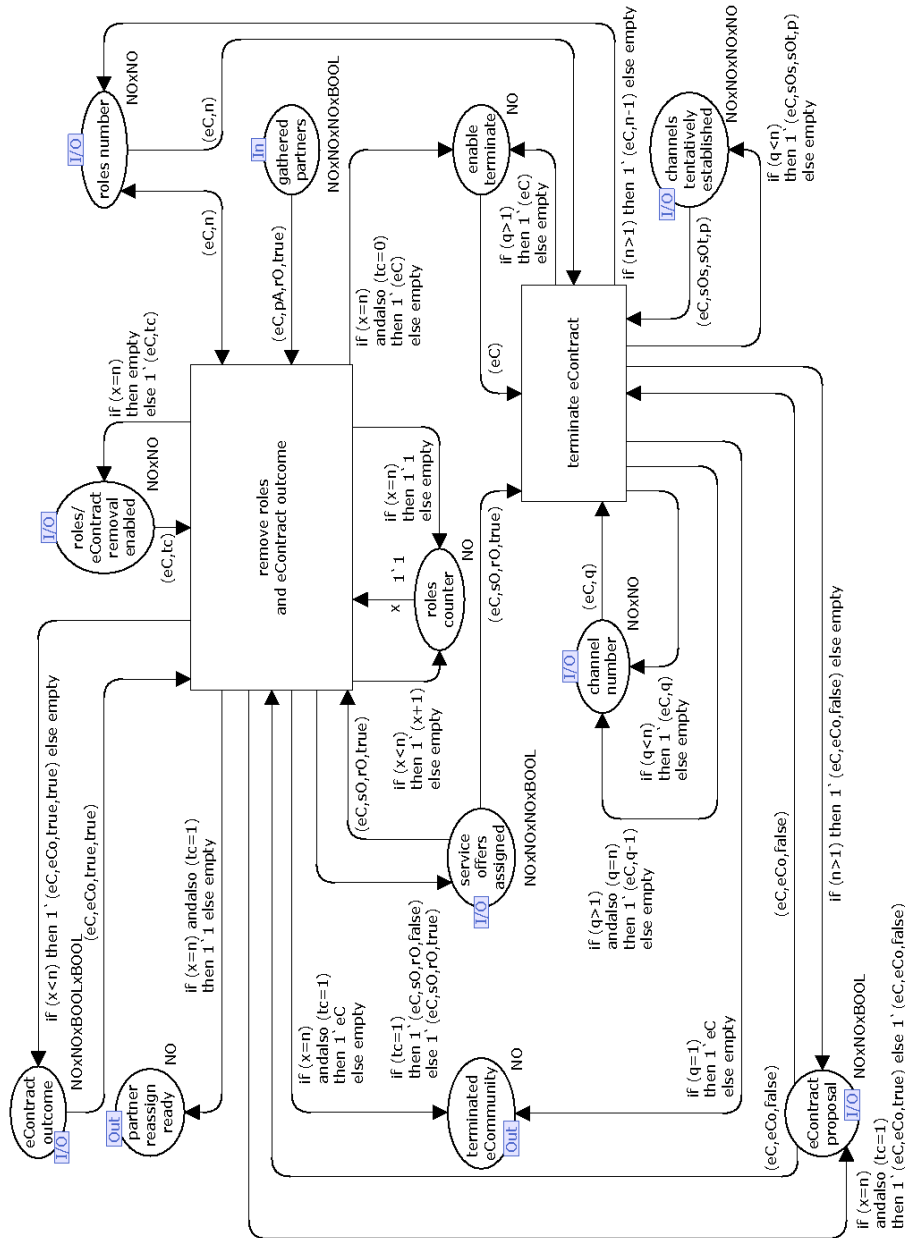 eContract
outcome
I/O
NOxNOxBOOLxBOOL
if (x<n) then 1`(eC,eCo,true,true) else empty
(eC,eCo,true,true)
roles/
eContract
removal
enabled
I/O
NOxNO
(eC,tc)
if (x=n)
then empty
else 1`(eC,tc)
roles number
I/O
NOxNO
(eC,n)
(eC,n)
partner
reassign
ready
Out
NO
if (x=n) andalso (tc=1)
then 1`1 else empty
remove roles
and eContract outcome
gathered
partners
In
NOxNOxNOxBOOL
(eC,pA,rO,true)
if (x=n)
andalso (tc=1)
then 1`eC
else empty
if (tc=1)
then 1`(eC,sO,rO,false)
else 1`(eC,sO,rO,true)
(eC,sO,rO,true)
if (x<n)
then 1`(x+1)
else empty
x
1`1
roles
counter
NO
if (x=n)
then 1`1
else empty
if (x=n)
andalso (tc=0)
then 1`(eC)
else empty
terminated
eCommunity
Out
NO
service
offers
assigned
I/O
NOxNOxNOxBOOL
(eC,sO,rO,true)
enable
terminate
NO
(eC)
if (q>1)
then 1`(eC)
else empty
terminate eContract
channel
number
I/O
NOxNO
(eC,q)
if (q<n)
then 1`(eC,q)
else empty
if (q>1)
andalso (q=n)
then 1`(eC,q-1)
else empty
if (q=1)
then 1`eC
else empty
if (n>1) then 1`(eC,n-1) else empty
channels
tentatively
established
I/O
NOxNOxNOxNO
(eC,sOs,sOt,p)
if (q<n)
then 1`(eC,sOs,sOt,p)
else empty
(eC,eCo,false)
(eC,eCo,false)
if (n>1) then 1`(eC,eCo,false) else empty
eContract
proposal
I/O
NOxNOxBOOL
if (x=n)
andalso (tc=1)
then 1`(eC,eCo,true) else 1`(eC,eCo,false)